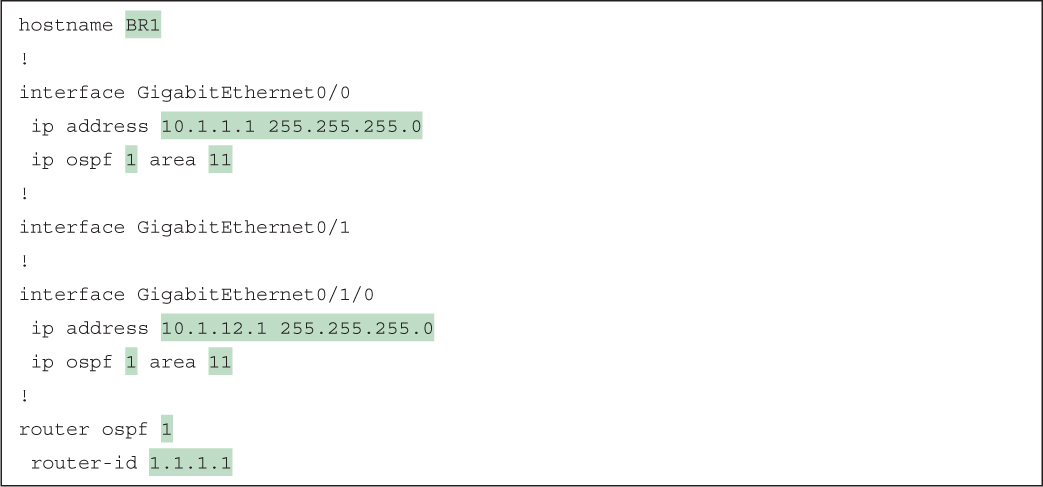 hostname BR1
!
interface GigabitEthernet0/0
 ip address 10.1.1.1 255.255.255.0
 ip ospf 1 area 11
!
interface GigabitEthernet0/1
!
interface GigabitEthernet0/1/0
 ip address 10.1.12.1 255.255.255.0
 ip ospf 1 area 11
!
router ospf 1
 router-id 1.1.1.1